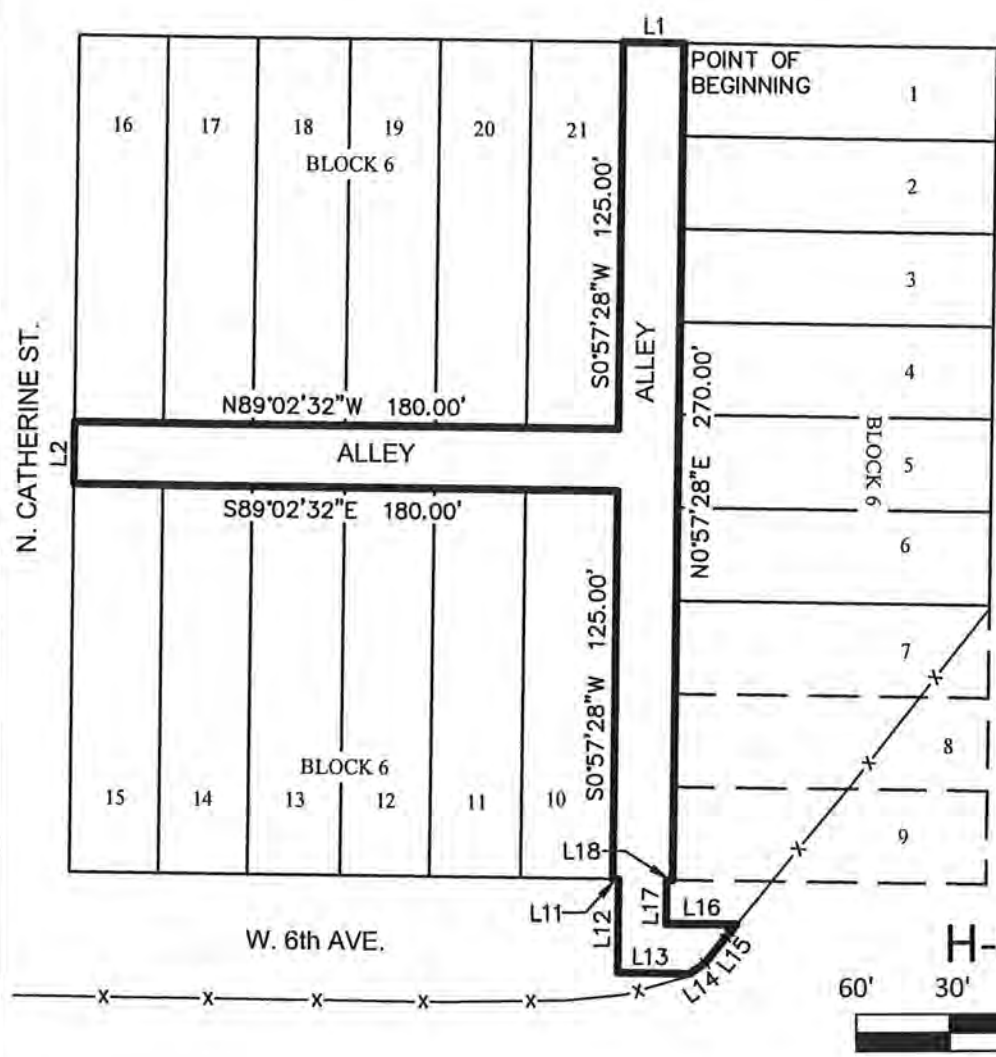 L1
POINT OF
BEGINNING
16
17
18
19
20
21
BLOCK 6
1
2
3
4
5
6
7
8
9
BLOCK 6
S0°57'28"W 125.00'
ALLEY
N0°57'28"E 270.00'
N. CATHERINE ST.
L2
N89°02'32"W 180.00'
ALLEY
S89°02'32"E 180.00'
S0°57'28"W 125.00'
BLOCK 6
15
14
13
12
11
10
L18
L11
L12
L17
L16
L13
L14
L15
W. 6th AVE.
X X X X X X X X X
H-
60' 30'